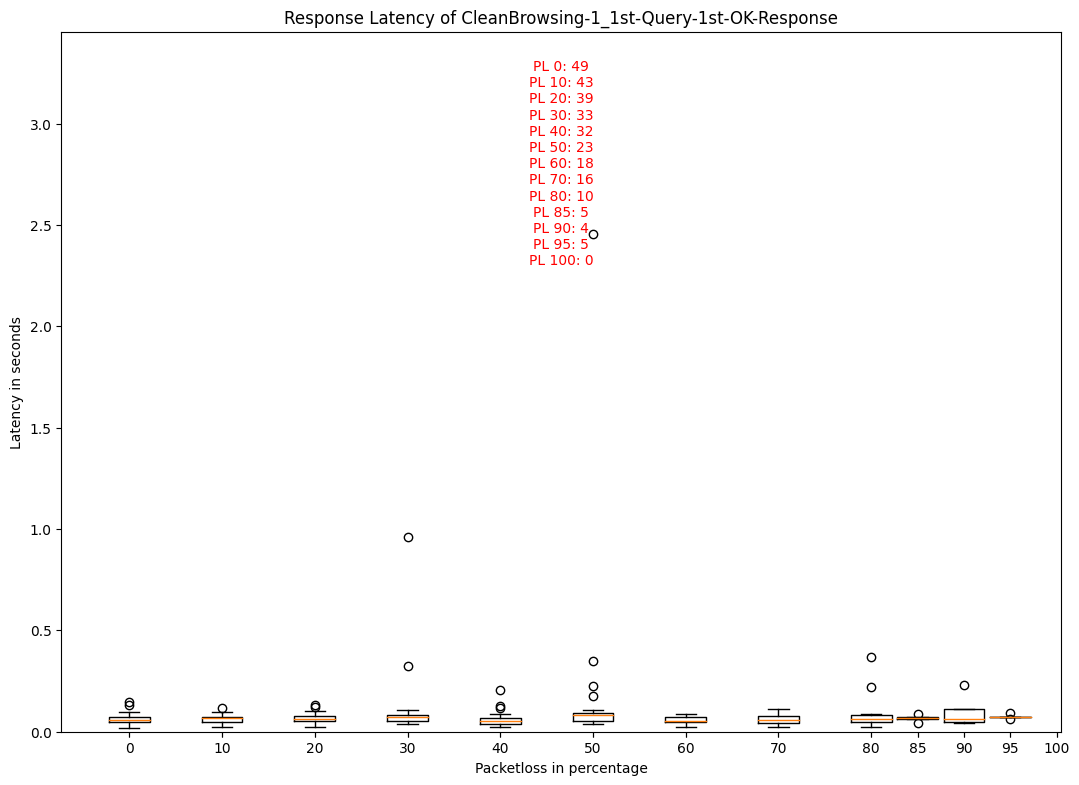 Response Latency of CleanBrowsing-1_1st-Query-1st-OK-Response
PL 0: 49
PL 10: 43
PL 20: 39
PL 30: 33
PL 40: 32
PL 50: 23
PL 60: 18
PL 70: 16
PL 80: 10
PL 85: 5
PL 90: 4
PL 95: 5
PL 100: 0
Latency in seconds
3.0
2.5
2.0
1.5
1.0
0.5
0.0
0 10 20 30 40 50 60 70 80 85 90 95 100
Packetloss in percentage